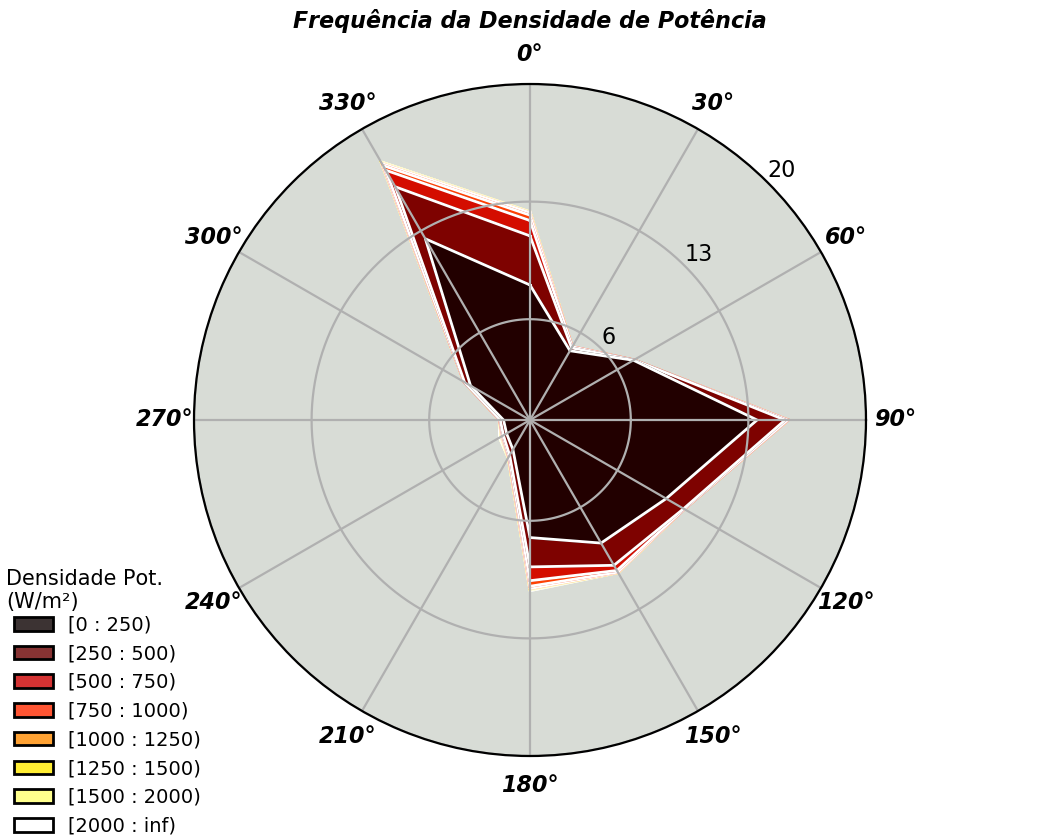 Frequência da Densidade de Potência
0°
330°
30°
20
300°
60°
13
6
270°
90°
240°
120°
210°
150°
180°
Densidade Pot.
(W/m²)
[0 : 250)
[250 : 500)
[500 : 750)
[750 : 1000)
[1000 : 1250)
[1250 : 1500)
[1500 : 2000)
[2000 : inf)